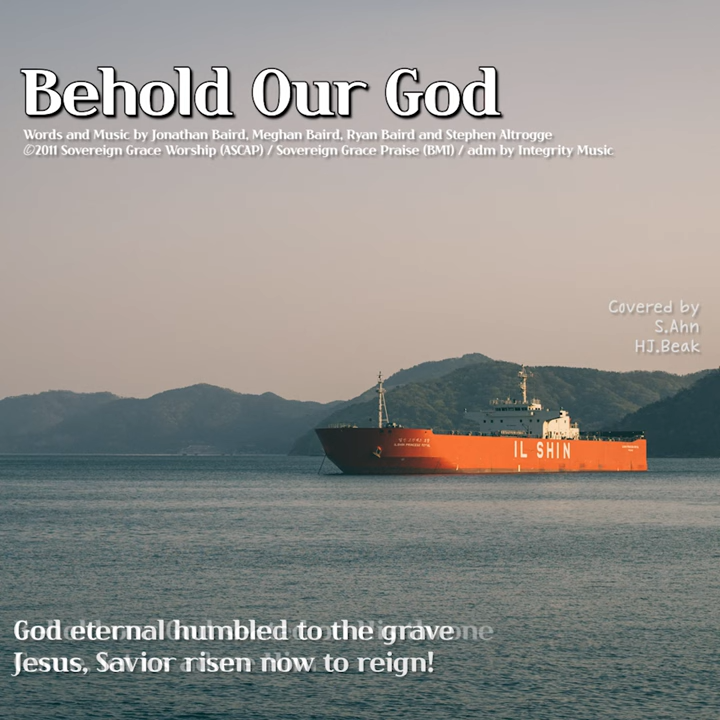 Behold Our God
Words and Music by Jonathan Baird, Meghan Baird, Ryan Baird and Stephen Altrogge
©2011 Sovereign Grace Worship (ASCAP) / Sovereign Grace Praise (BMI) / adm by Integrity Music
Covered by
S.Ahn
HJ.Beak
IL SHIN
God eternal humbled to the grave
Jesus, Savior risen now to reign!